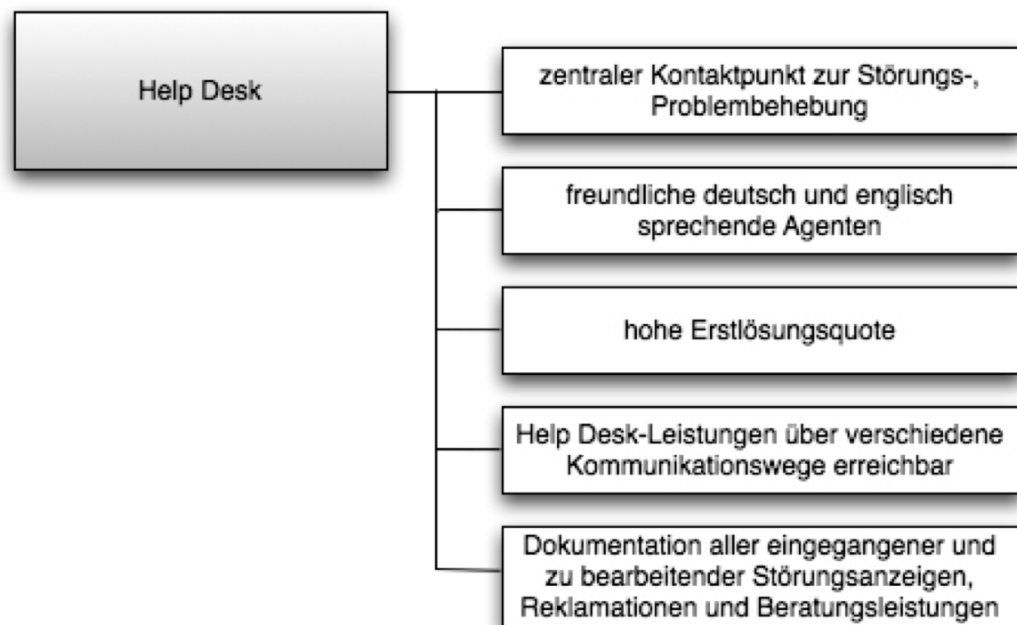 Help Desk
zentraler Kontaktpunkt zur Störungs-,
Problembehebung
freundliche deutsch und englisch
sprechende Agenten
hohe Erstlösungsquote
Help Desk-Leistungen über verschiedene
Kommunikationswege erreichbar
Dokumentation aller eingegangener und
zu bearbeitender Störungsanzeigen,
Reklamationen und Beratungsleistungen